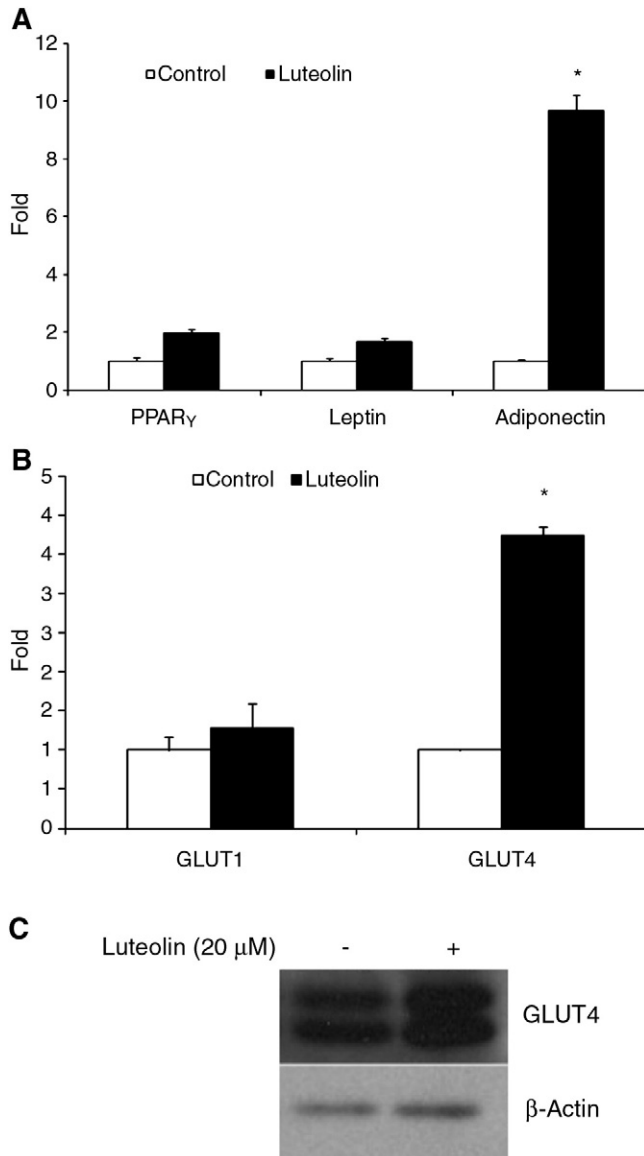 A
12
10
8
6
4
2
0
Fold
Control Luteolin
*
PPARγ Leptin Adiponectin
B
5
4
4
3
3
2
2
1
1
0
Fold
Control Luteolin
*
GLUT1 GLUT4
C
Luteolin (20 μM) - +
GLUT4
β-Actin